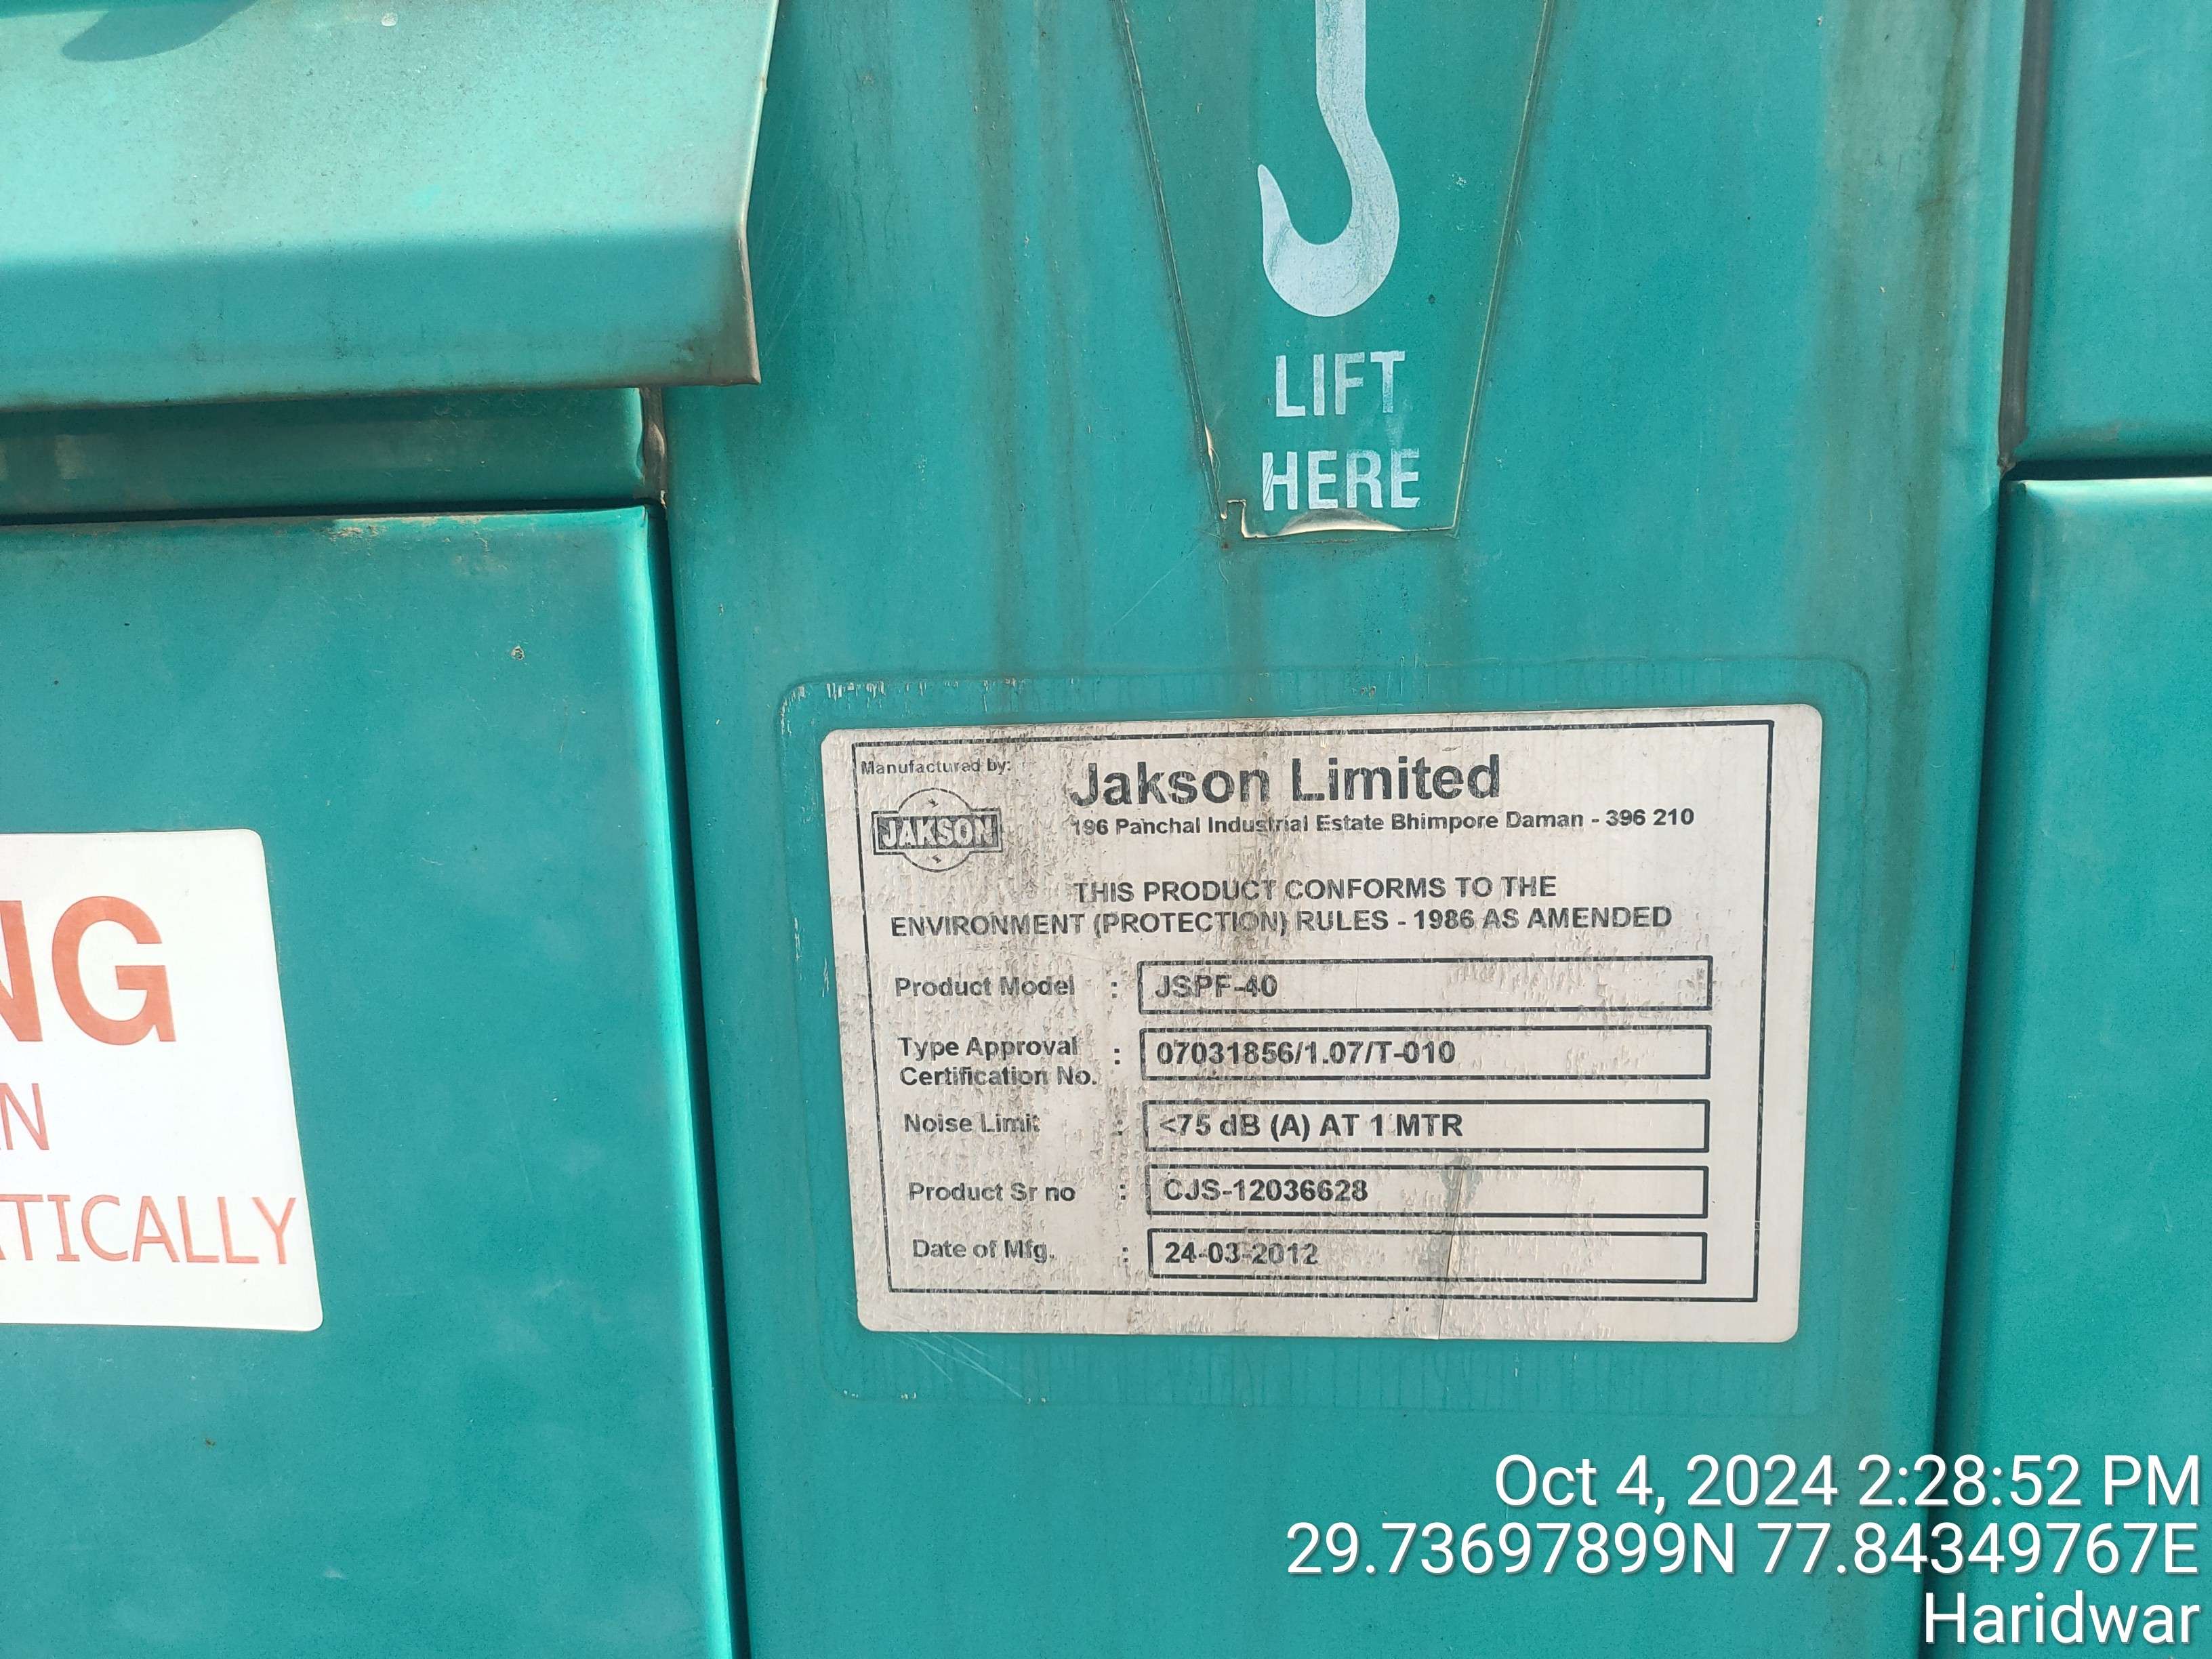 LIFT
HERE
Manufactured by:
JAKSON
Jakson Limited
196 Panchal Industrial Estate Bhimpore Daman - 396 210
THIS PRODUCT CONFORMS TO THE
ENVIRONMENT (PROTECTION) RULES - 1986 AS AMENDED
Product Model : JSPF-40
Type Approval
Certification No. : 07031856/1.07/T-010
Noise Limit : <75 dB (A) AT 1 MTR
Product Sr no : CJS-12036628
Date of Mfg. : 24-03-2012
NG
AN
ATICALLY
Oct 4, 2024 2:28:52 PM
29.73697899N 77.84349767E
Haridwar